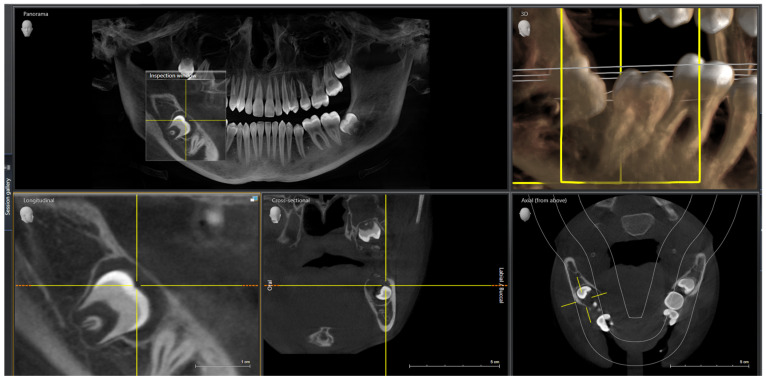 Panorama
3D
Inspection window
Session gallery
Longitudinal
Cross-sectional
Axial (from above)
Oral
Labial / Buccal
1 cm
5 cm
5 cm